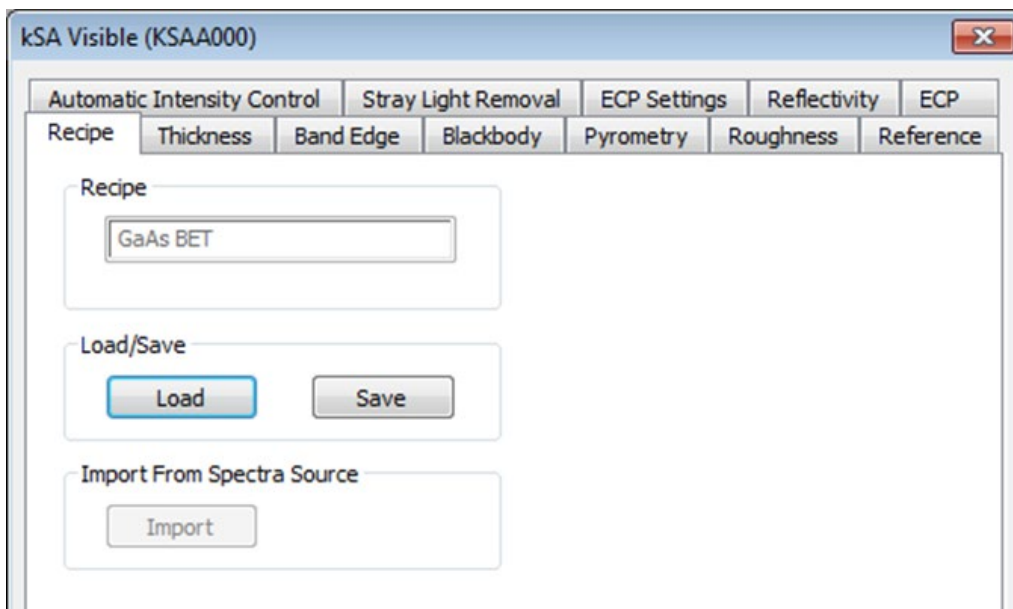 kSA Visible (KSAA000)
Automatic Intensity Control Stray Light Removal ECP Settings Reflectivity ECP
Recipe Thickness Band Edge Blackbody Pyrometry Roughness Reference
Recipe
GaAs BET
Load/Save
Load Save
Import From Spectra Source
Import